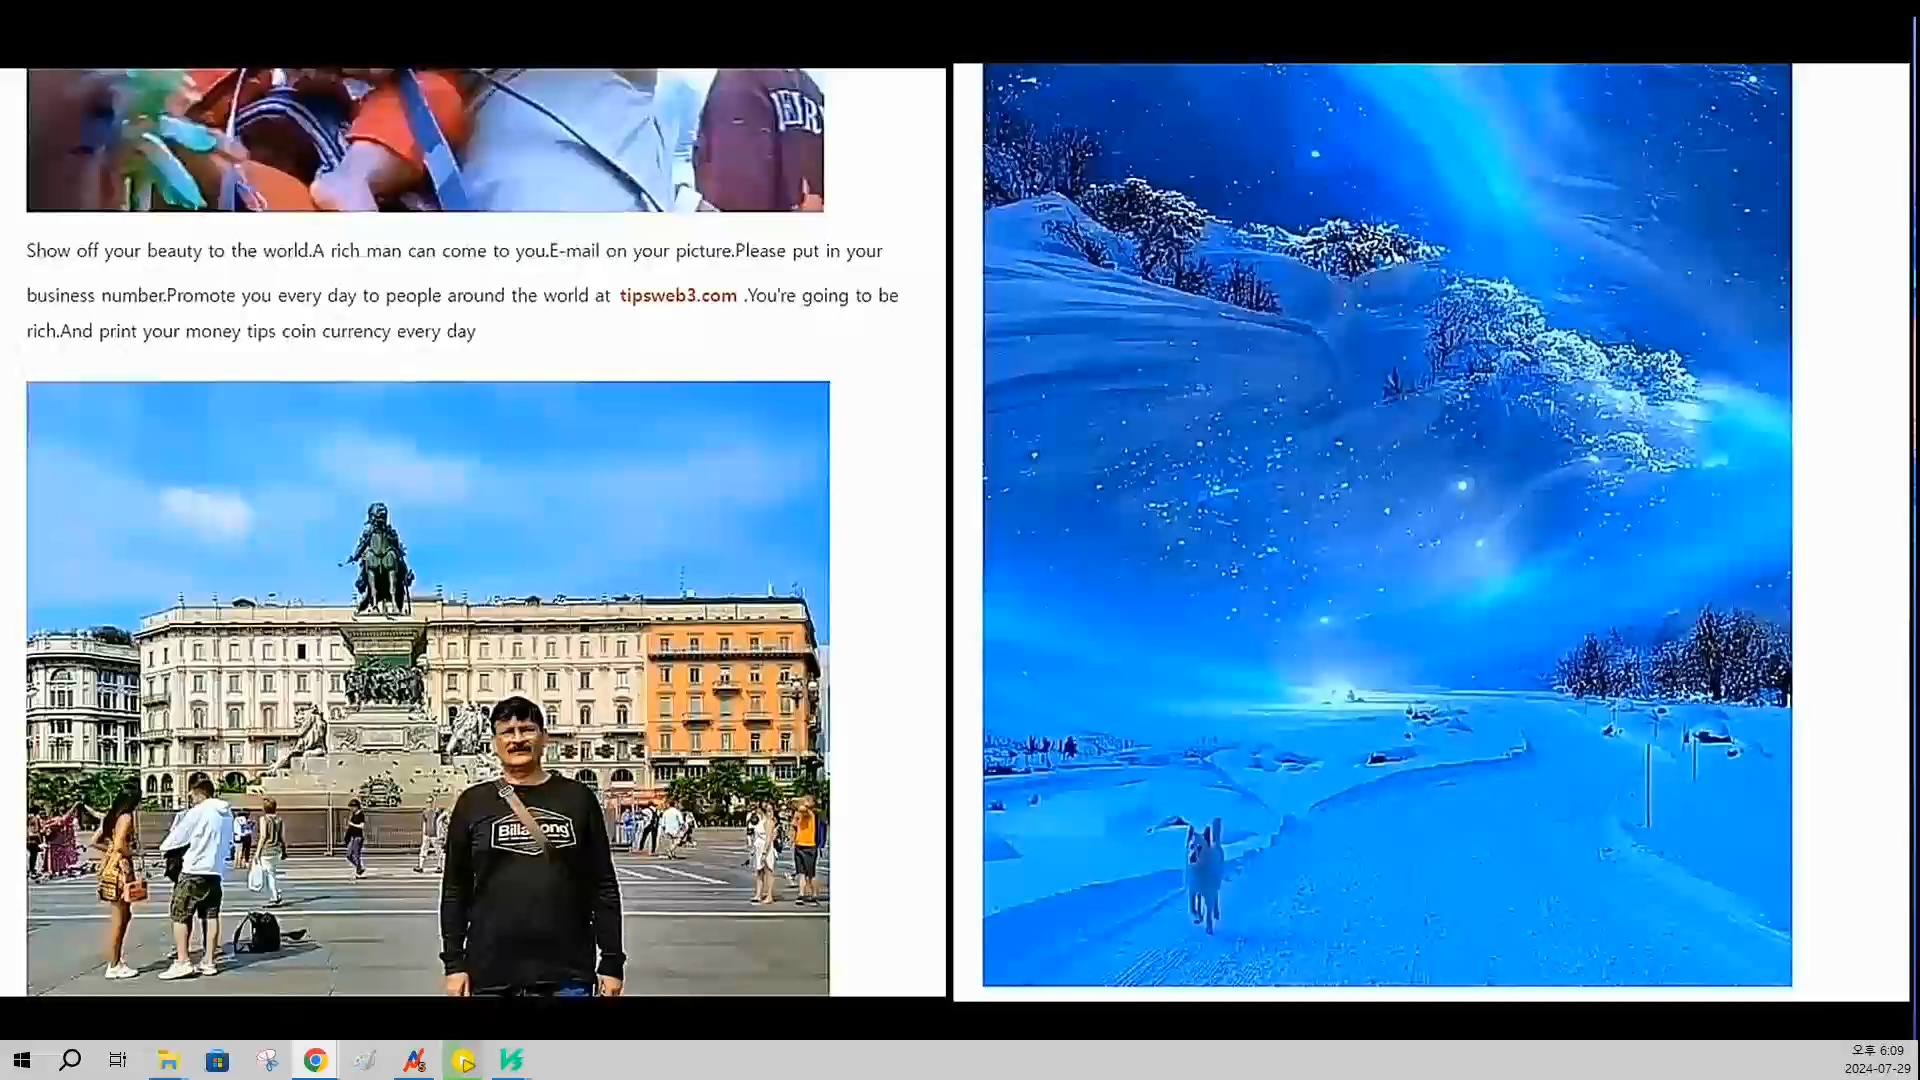 Show off your beauty to the world.A rich man can come to you.E-mail on your picture.Please put in your
business number.Promote you every day to people around the world at tipsweb3.com .You're going to be
rich.And print your money tips coin currency every day
오후 6:09
2024-07-29